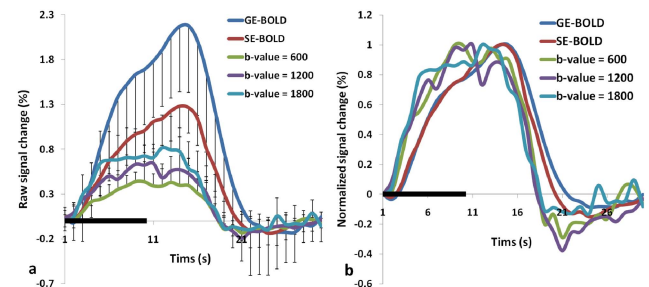 2.3
1.8
1.3
0.8
0.3
-0.2
-0.7
Raw signal change (%)
GE-BOLD
SE-BOLD
b-value = 600
b-value = 1200
b-value = 1800
1
11
21
Tims (s)
a
1.2
1
0.8
0.6
0.4
0.2
0
-0.2
-0.4
-0.6
Normalized signal change (%)
GE-BOLD
SE-BOLD
b-value = 600
b-value = 1200
b-value = 1800
1
6
11
16
21
26
Tims (s)
b